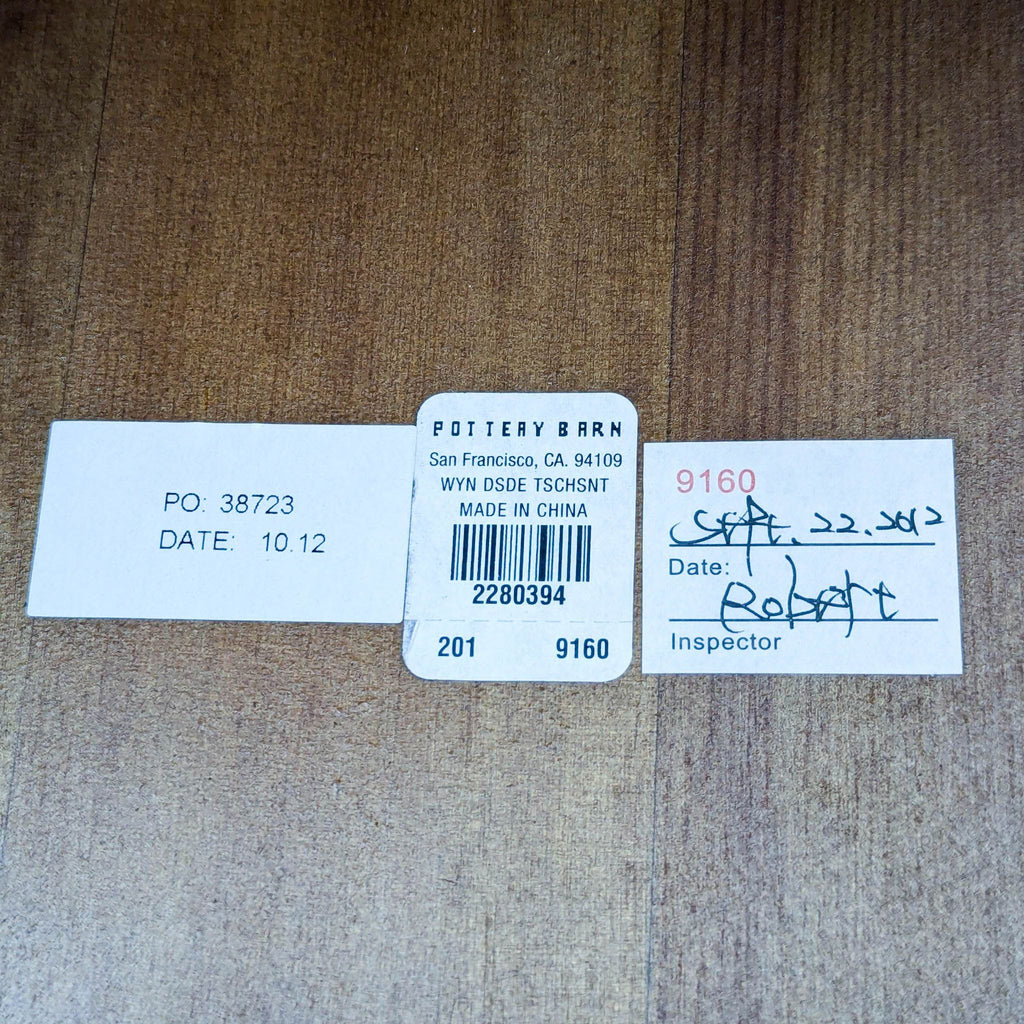 PO: 38723
DATE: 10.12
POTTERY BARN
San Francisco, CA. 94109
WYN DSDE TSCHSNT
MADE IN CHINA
2280394
201 9160
9160
Sept. 22. 2012
Date:
Robert
Inspector